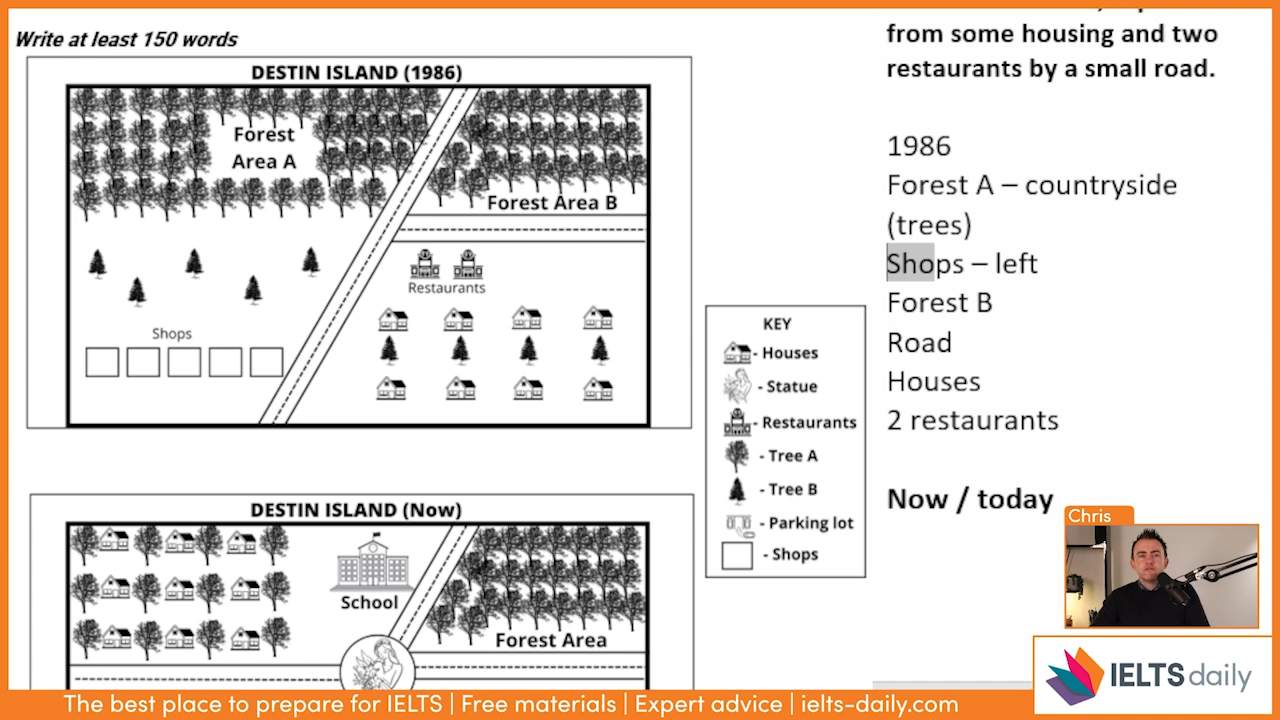 Write at least 150 words
DESTIN ISLAND (1986)
Forest
Area A
Forest Area B
Restaurants
Shops
KEY
- Houses
- Statue
- Restaurants
- Tree A
- Tree B
- Parking lot
- Shops
DESTIN ISLAND (Now)
School
Forest Area
from some housing and two
restaurants by a small road.
1986
Forest A – countryside
(trees)
Shops – left
Forest B
Road
Houses
2 restaurants
Now / today
Chris
IELTS daily
The best place to prepare for IELTS | Free materials | Expert advice | ielts-daily.com